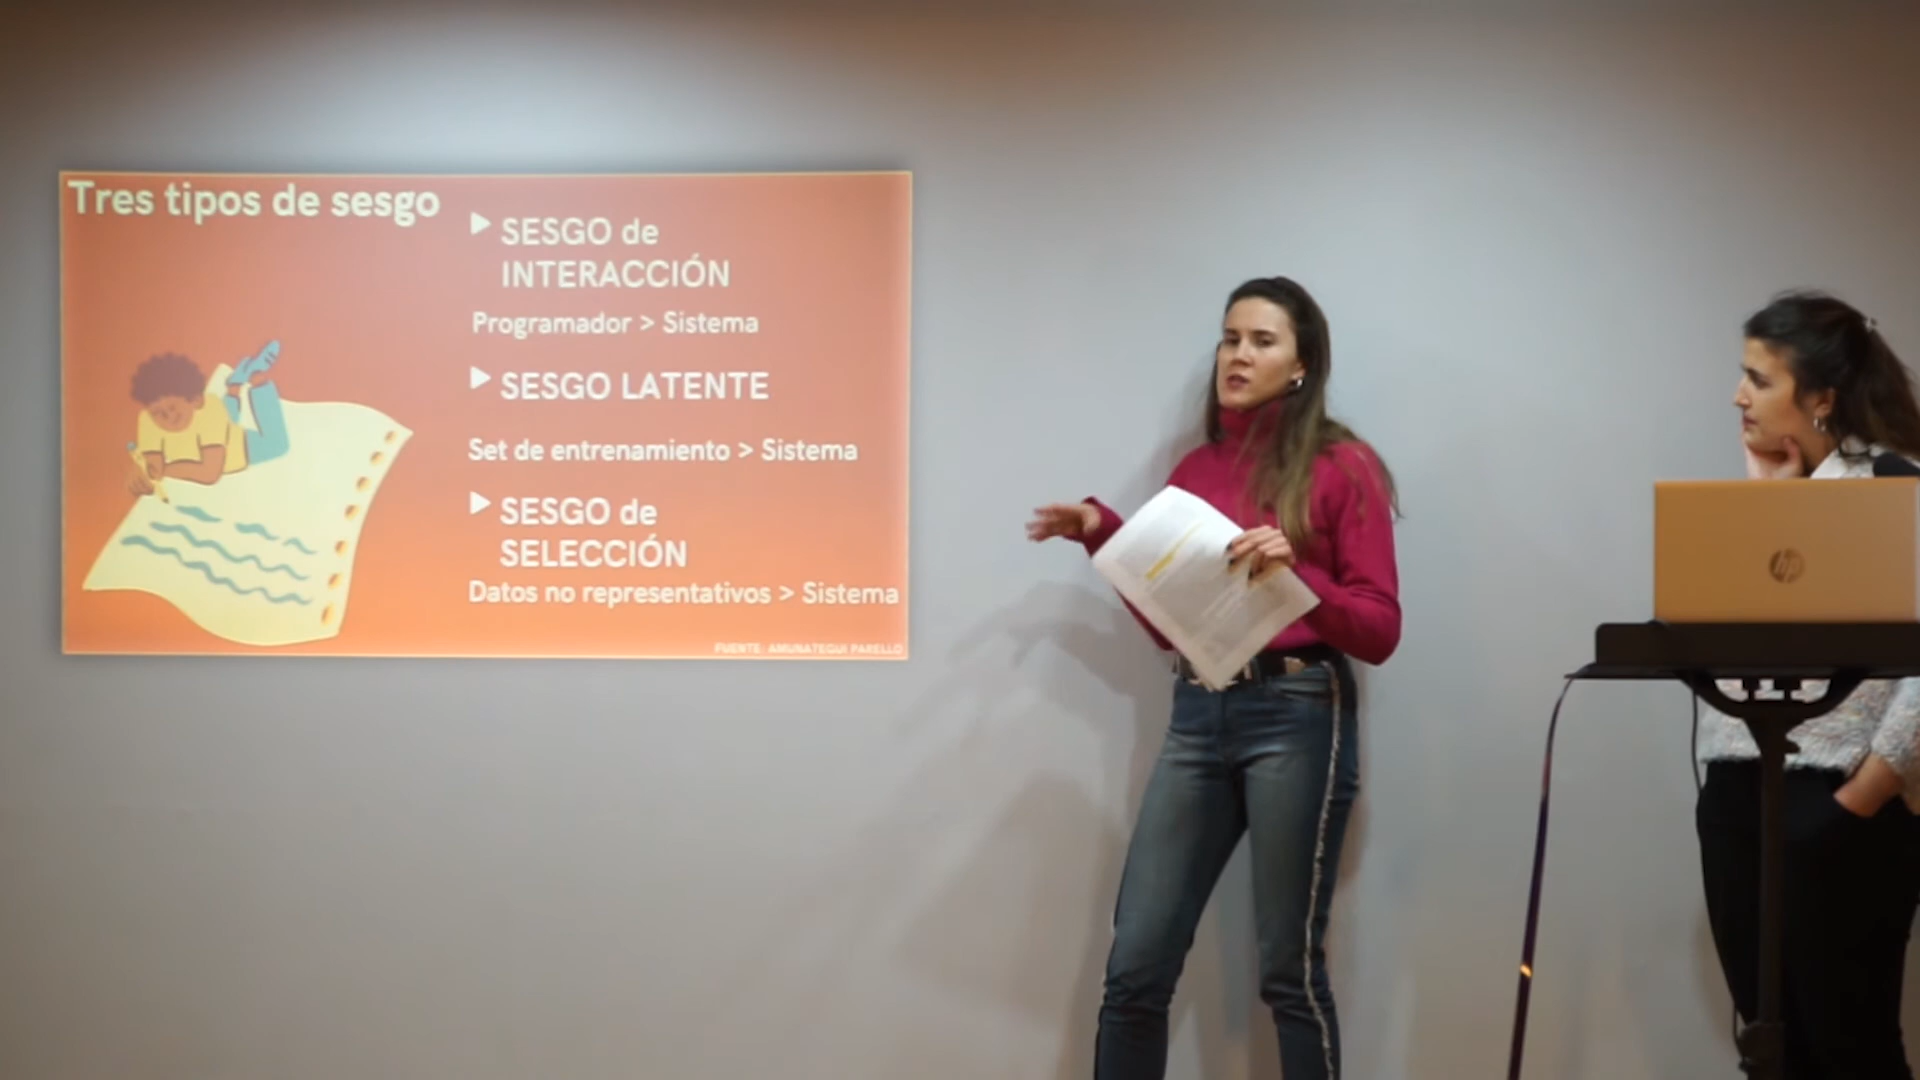 Tres tipos de sesgo
SESGO de
INTERACCIÓN
Programador > Sistema
SESGO LATENTE
Set de entrenamiento > Sistema
SESGO de
SELECCIÓN
Datos no representativos > Sistema
FUENTE: AMUNATEGUI PARELLO
hp